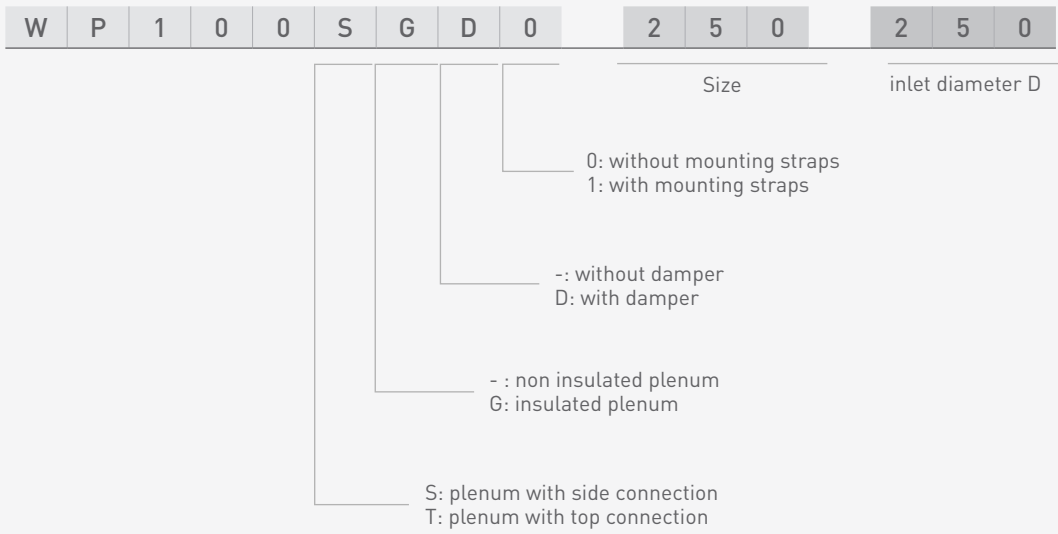 W P 1 0 0 S G D 0 2 5 0 2 5 0
Size inlet diameter D
0: without mounting straps
1: with mounting straps
-: without damper
D: with damper
- : non insulated plenum
G: insulated plenum
S: plenum with side connection
T: plenum with top connection